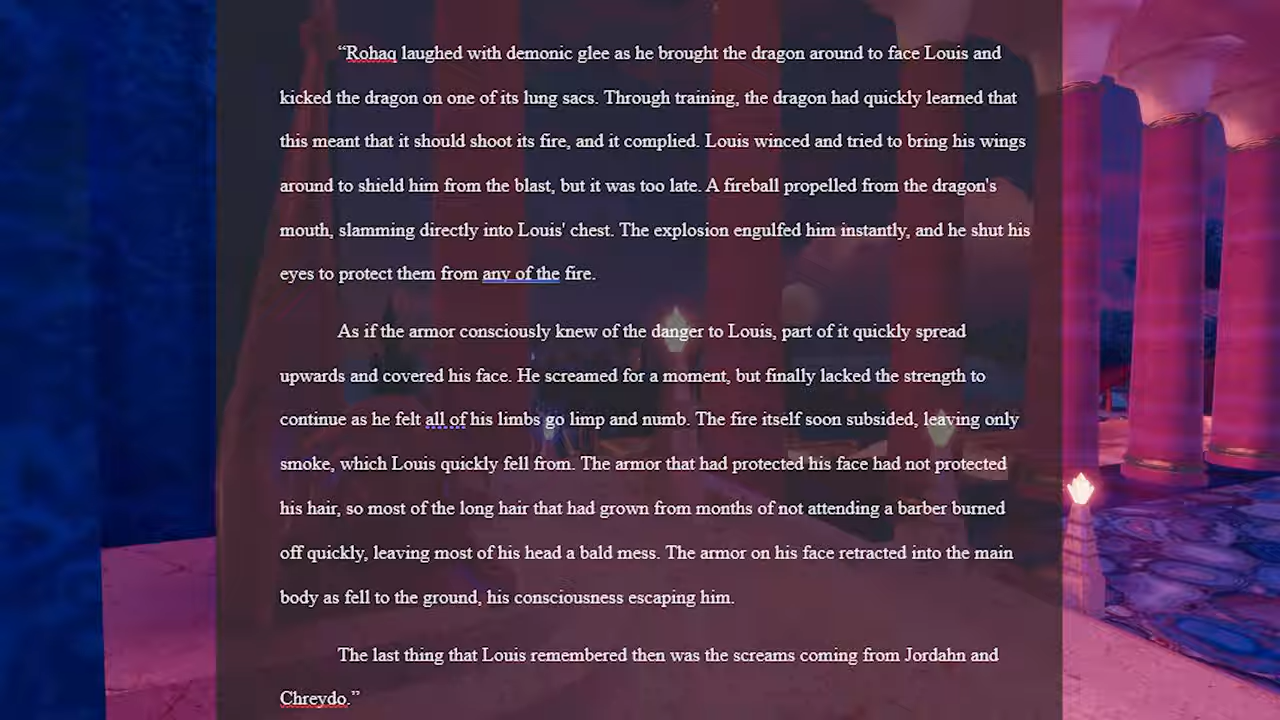 “Rohaq laughed with demonic glee as he brought the dragon around to face Louis and
kicked the dragon on one of its lung sacs. Through training, the dragon had quickly learned that
this meant that it should shoot its fire, and it complied. Louis winced and tried to bring his wings
around to shield him from the blast, but it was too late. A fireball propelled from the dragon's
mouth, slamming directly into Louis' chest. The explosion engulfed him instantly, and he shut his
eyes to protect them from any of the fire.
As if the armor consciously knew of the danger to Louis, part of it quickly spread
upwards and covered his face. He screamed for a moment, but finally lacked the strength to
continue as he felt all of his limbs go limp and numb. The fire itself soon subsided, leaving only
smoke, which Louis quickly fell from. The armor that had protected his face had not protected
his hair, so most of the long hair that had grown from months of not attending a barber burned
off quickly, leaving most of his head a bald mess. The armor on his face retracted into the main
body as fell to the ground, his consciousness escaping him.
The last thing that Louis remembered then was the screams coming from Jordahn and
Chreydo.”